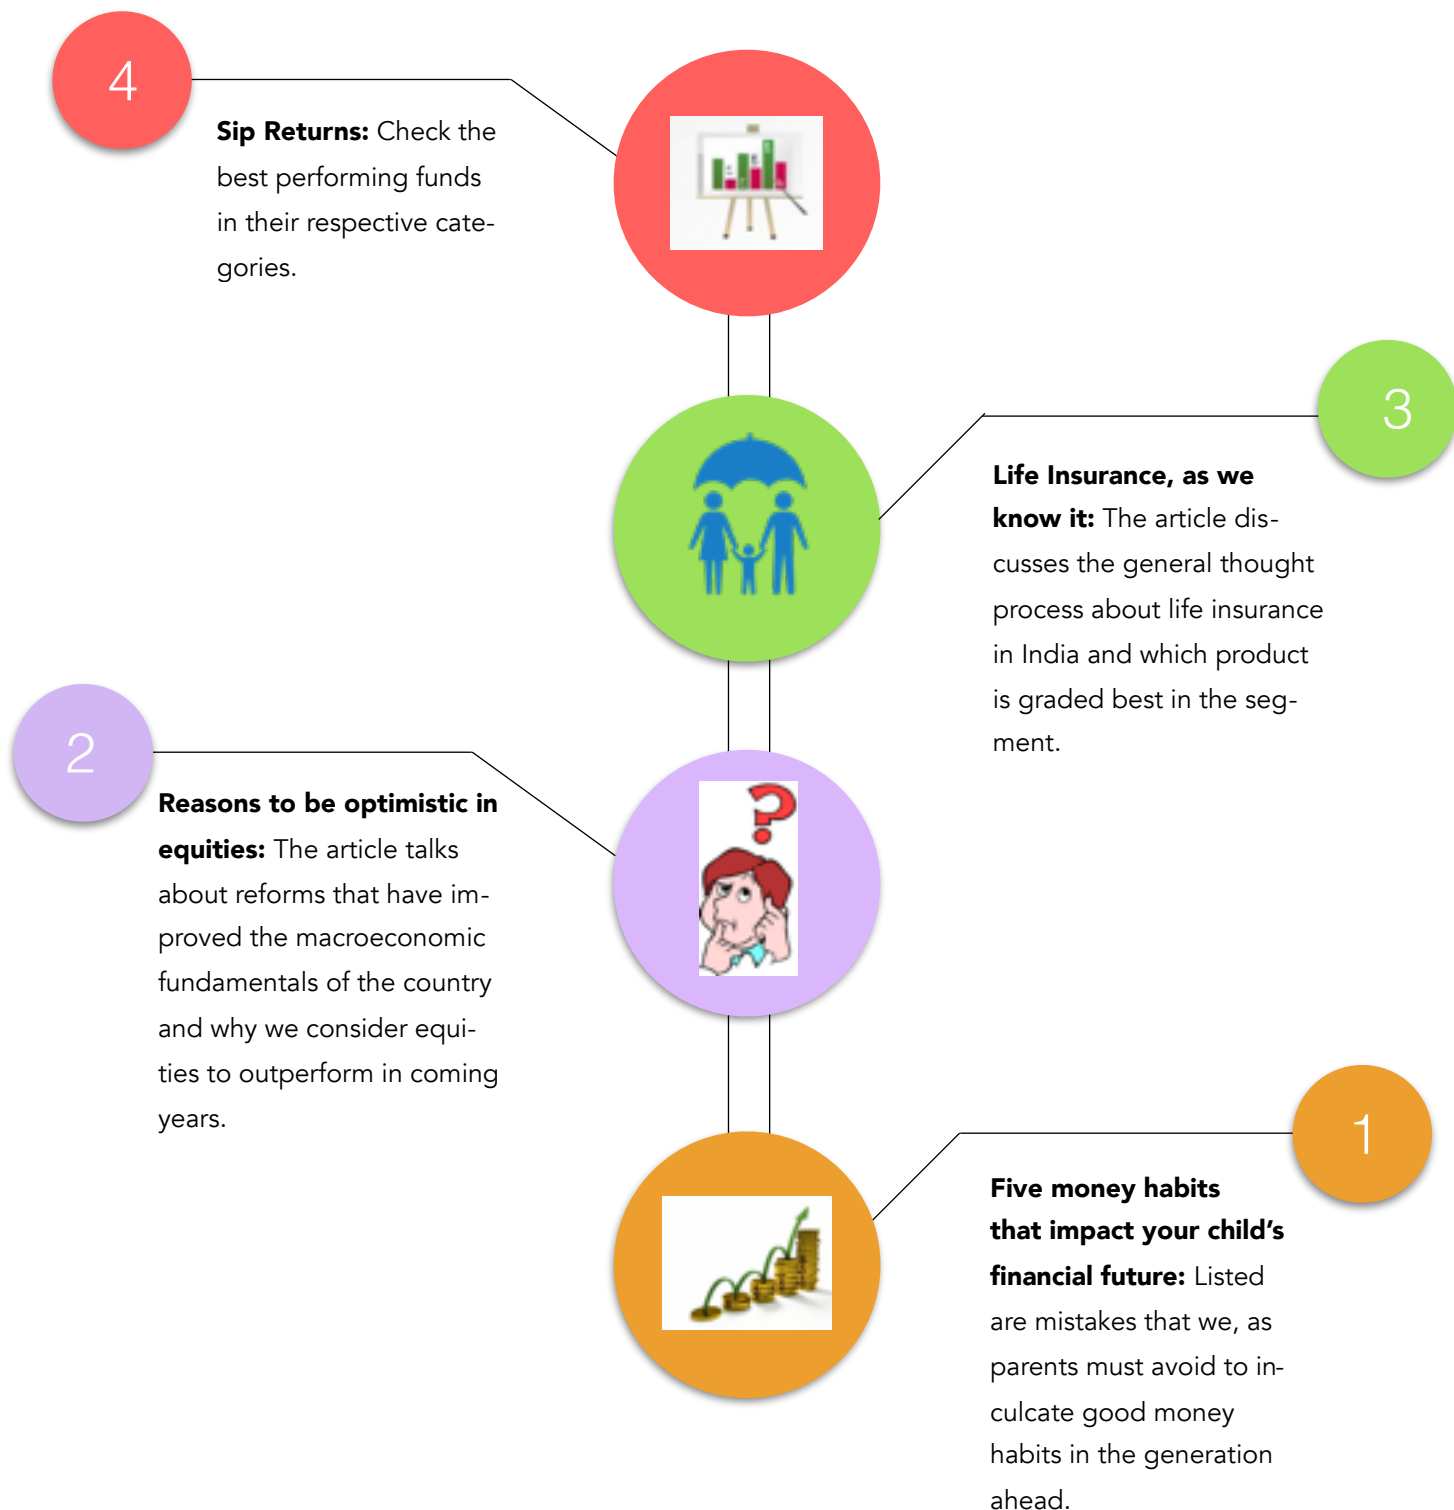 4
Sip Returns: Check the
best performing funds
in their respective cate-
gories.
3
Life Insurance, as we
know it: The article dis-
cusses the general thought
process about life insurance
in India and which product
is graded best in the seg-
ment.
2
Reasons to be optimistic in
equities: The article talks
about reforms that have im-
proved the macroeconomic
fundamentals of the country
and why we consider equi-
ties to outperform in coming
years.
?
1
Five money habits
that impact your child’s
financial future: Listed
are mistakes that we, as
parents must avoid to in-
culcate good money
habits in the generation
ahead.